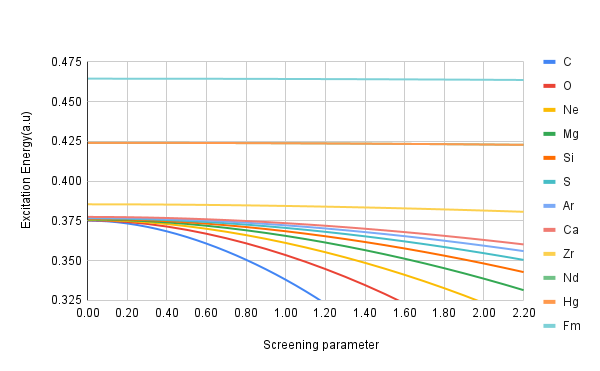 0.475
0.450
0.425
0.400
0.375
0.350
0.325
Excitation Energy(a.u)
0.00 0.20 0.40 0.60 0.80 1.00 1.20 1.40 1.60 1.80 2.00 2.20
Screening parameter
C
O
Ne
Mg
Si
S
Ar
Ca
Zr
Nd
Hg
Fm